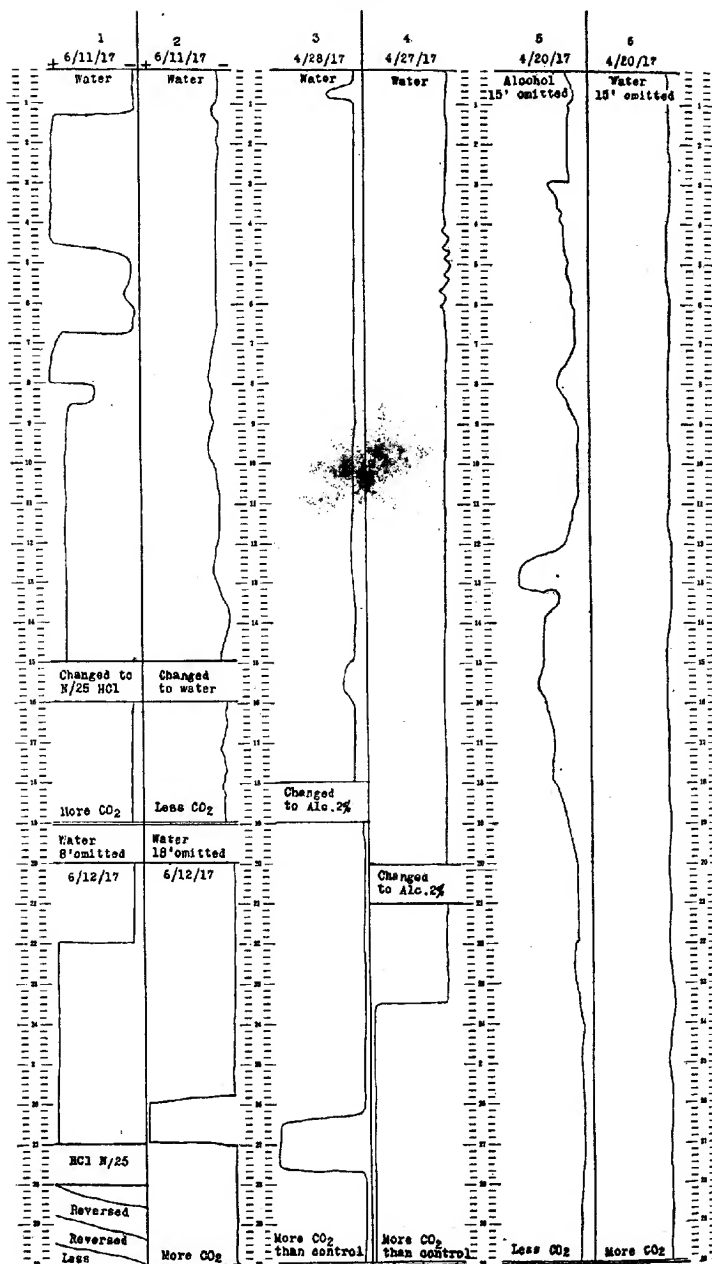 1
2
3
4
5
6
6/11/17
6/11/17
4/28/17
4/27/17
4/20/17
4/20/17
+ −
+ −
Water
Water
Water
Water
Alcohol
15' omitted
Water
15' omitted
Changed to
N/25 HCl
Changed
to water
More CO2
Less CO2
Water
8'omitted
Water
18'omitted
6/12/17
6/12/17
Changed
to Alc.2%
Changed
to Alc.2%
HCl N/25
Reversed
Reversed
Less
More CO2
More CO2
than control
More CO2
than control
Less CO2
More CO2